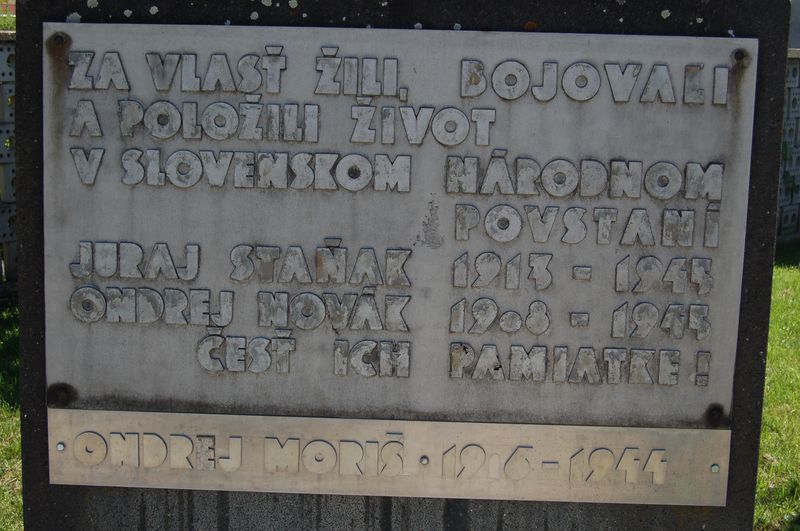 ZA VLASŤ ŽILI, BOJOVALI
A POLOŽILI ŽIVOT
V SLOVENSKOM NÁRODNOM
POVSTANÍ
JURAJ STAŇAK 1913 - 1944
ONDREJ NOVÁK 1908 - 1945
ČESŤ ICH PAMIATKE!
ONDREJ MORIŠ · 1916 - 1944